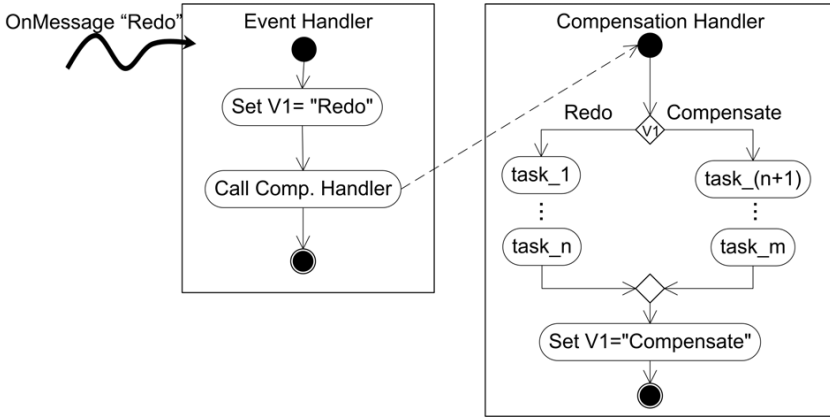 OnMessage “Redo”
Event Handler
Set V1= "Redo"
Call Comp. Handler
Compensation Handler
Redo
Compensate
V1
task_1
task_(n+1)
task_n
task_m
Set V1="Compensate"